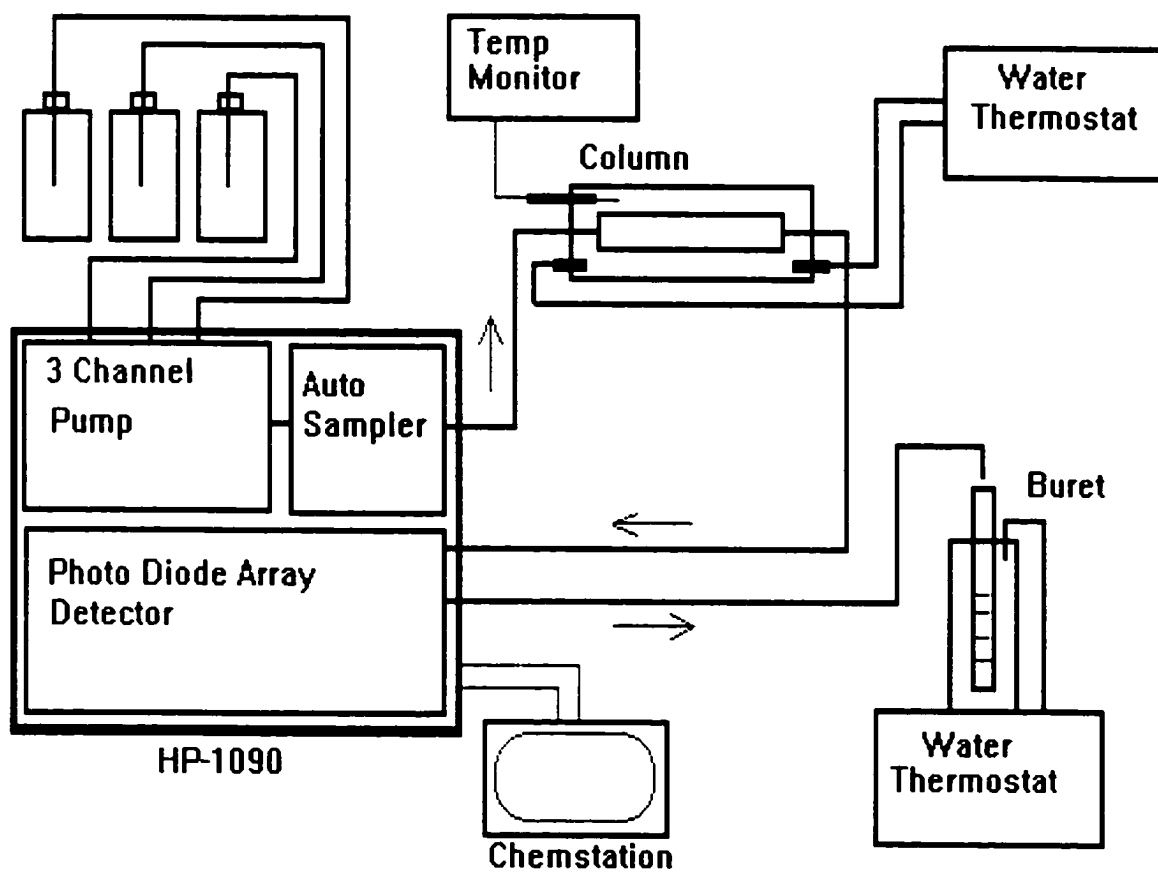 Temp
Monitor
Water
Thermostat
Column
3 Channel
Pump
Auto
Sampler
Buret
Photo Diode Array
Detector
HP-1090
Water
Thermostat
Chemstation